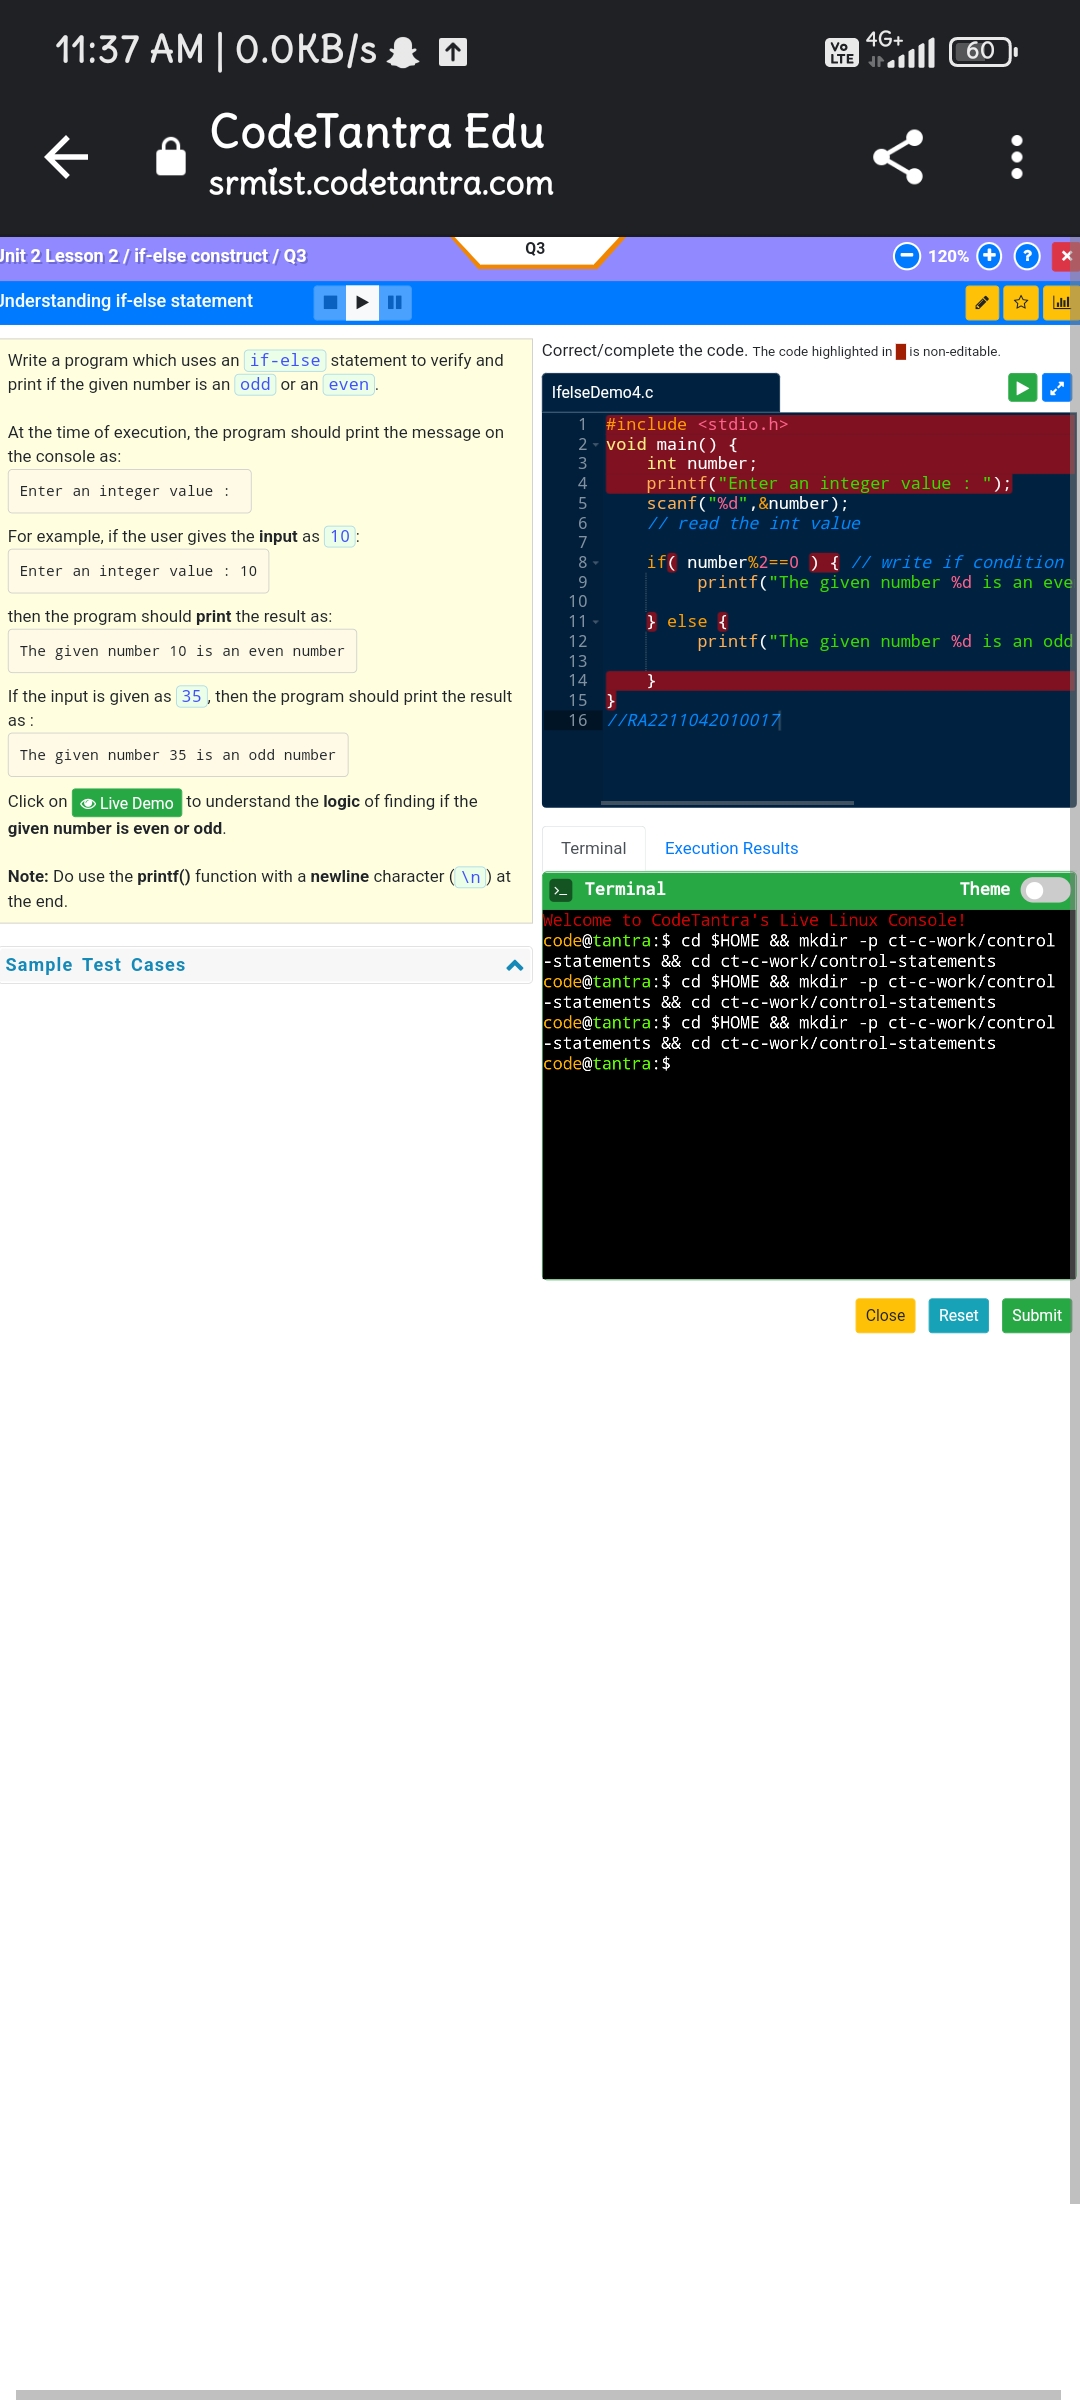 11:37 AM | 0.0KB/s
Vo LTE 4G+ 60
CodeTantra Edu
srmist.codetantra.com
Unit 2 Lesson 2 / if-else construct / Q3
Q3
120%
?
Understanding if-else statement
Write a program which uses an if-else statement to verify and
print if the given number is an odd or an even.
At the time of execution, the program should print the message on
the console as:
Enter an integer value :
For example, if the user gives the input as 10:
Enter an integer value : 10
then the program should print the result as:
The given number 10 is an even number
If the input is given as 35, then the program should print the result
as :
The given number 35 is an odd number
Click on Live Demo to understand the logic of finding if the
given number is even or odd.
Note: Do use the printf() function with a newline character (\n) at
the end.
Sample Test Cases
Correct/complete the code. The code highlighted in is non-editable.
IfelseDemo4.c
1 #include <stdio.h>
2 void main() {
3 int number;
4 printf("Enter an integer value : ");
5 scanf("%d",&number);
6 // read the int value
7
8 if( number%2==0 ) { // write if condition
9 printf("The given number %d is an eve
10
11 } else {
12 printf("The given number %d is an odd
13
14 }
15 }
16 //RA2211042010017
Terminal
Execution Results
>_ Terminal
Theme
Welcome to CodeTantra's Live Linux Console!
code@tantra:$ cd $HOME && mkdir -p ct-c-work/control
-statements && cd ct-c-work/control-statements
code@tantra:$ cd $HOME && mkdir -p ct-c-work/control
-statements && cd ct-c-work/control-statements
code@tantra:$ cd $HOME && mkdir -p ct-c-work/control
-statements && cd ct-c-work/control-statements
code@tantra:$
Close
Reset
Submit